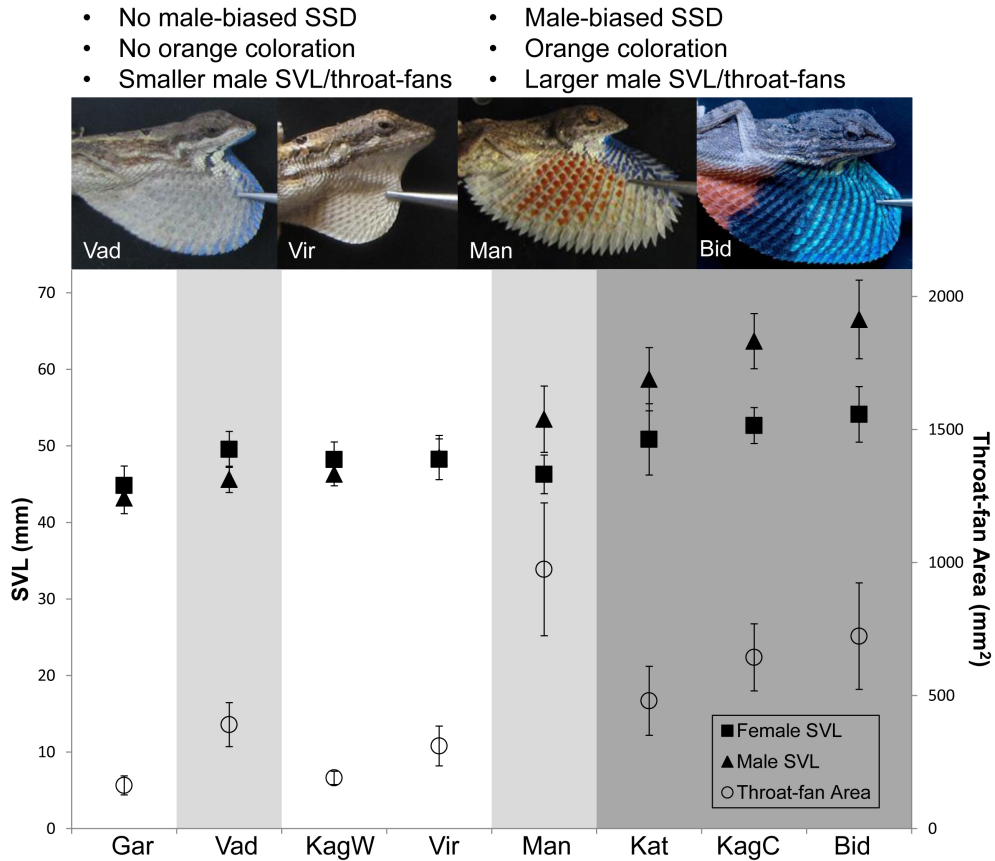 • No male-biased SSD
• No orange coloration
• Smaller male SVL/throat-fans
• Male-biased SSD
• Orange coloration
• Larger male SVL/throat-fans
Vad
Vir
Man
Bid
SVL (mm)
70
60
50
40
30
20
10
0
2000
1500
1000
500
0
Throat-fan Area (mm²)
Female SVL
Male SVL
Throat-fan Area
Gar Vad KagW Vir Man Kat KagC Bid